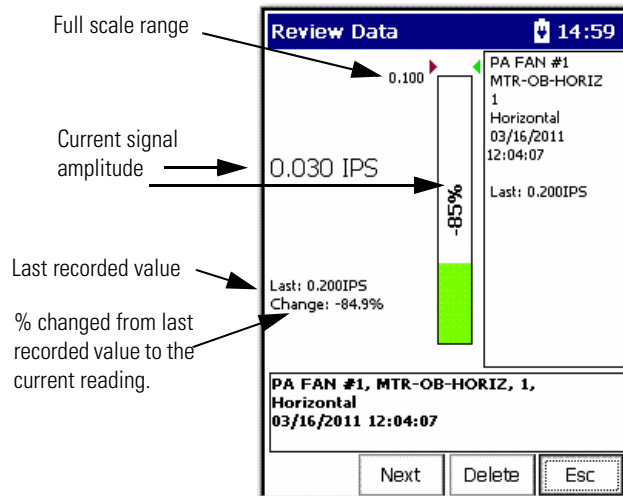 Full scale range
Current signal
amplitude
Last recorded value
% changed from last
recorded value to the
current reading.
Review Data
14:59
0.100
0.030 IPS
-85%
Last: 0.200IPS
Change: -84.9%
PA FAN #1
MTR-OB-HORIZ
1
Horizontal
03/16/2011
12:04:07
Last: 0.200IPS
PA FAN #1, MTR-OB-HORIZ, 1,
Horizontal
03/16/2011 12:04:07
Next
Delete
Esc